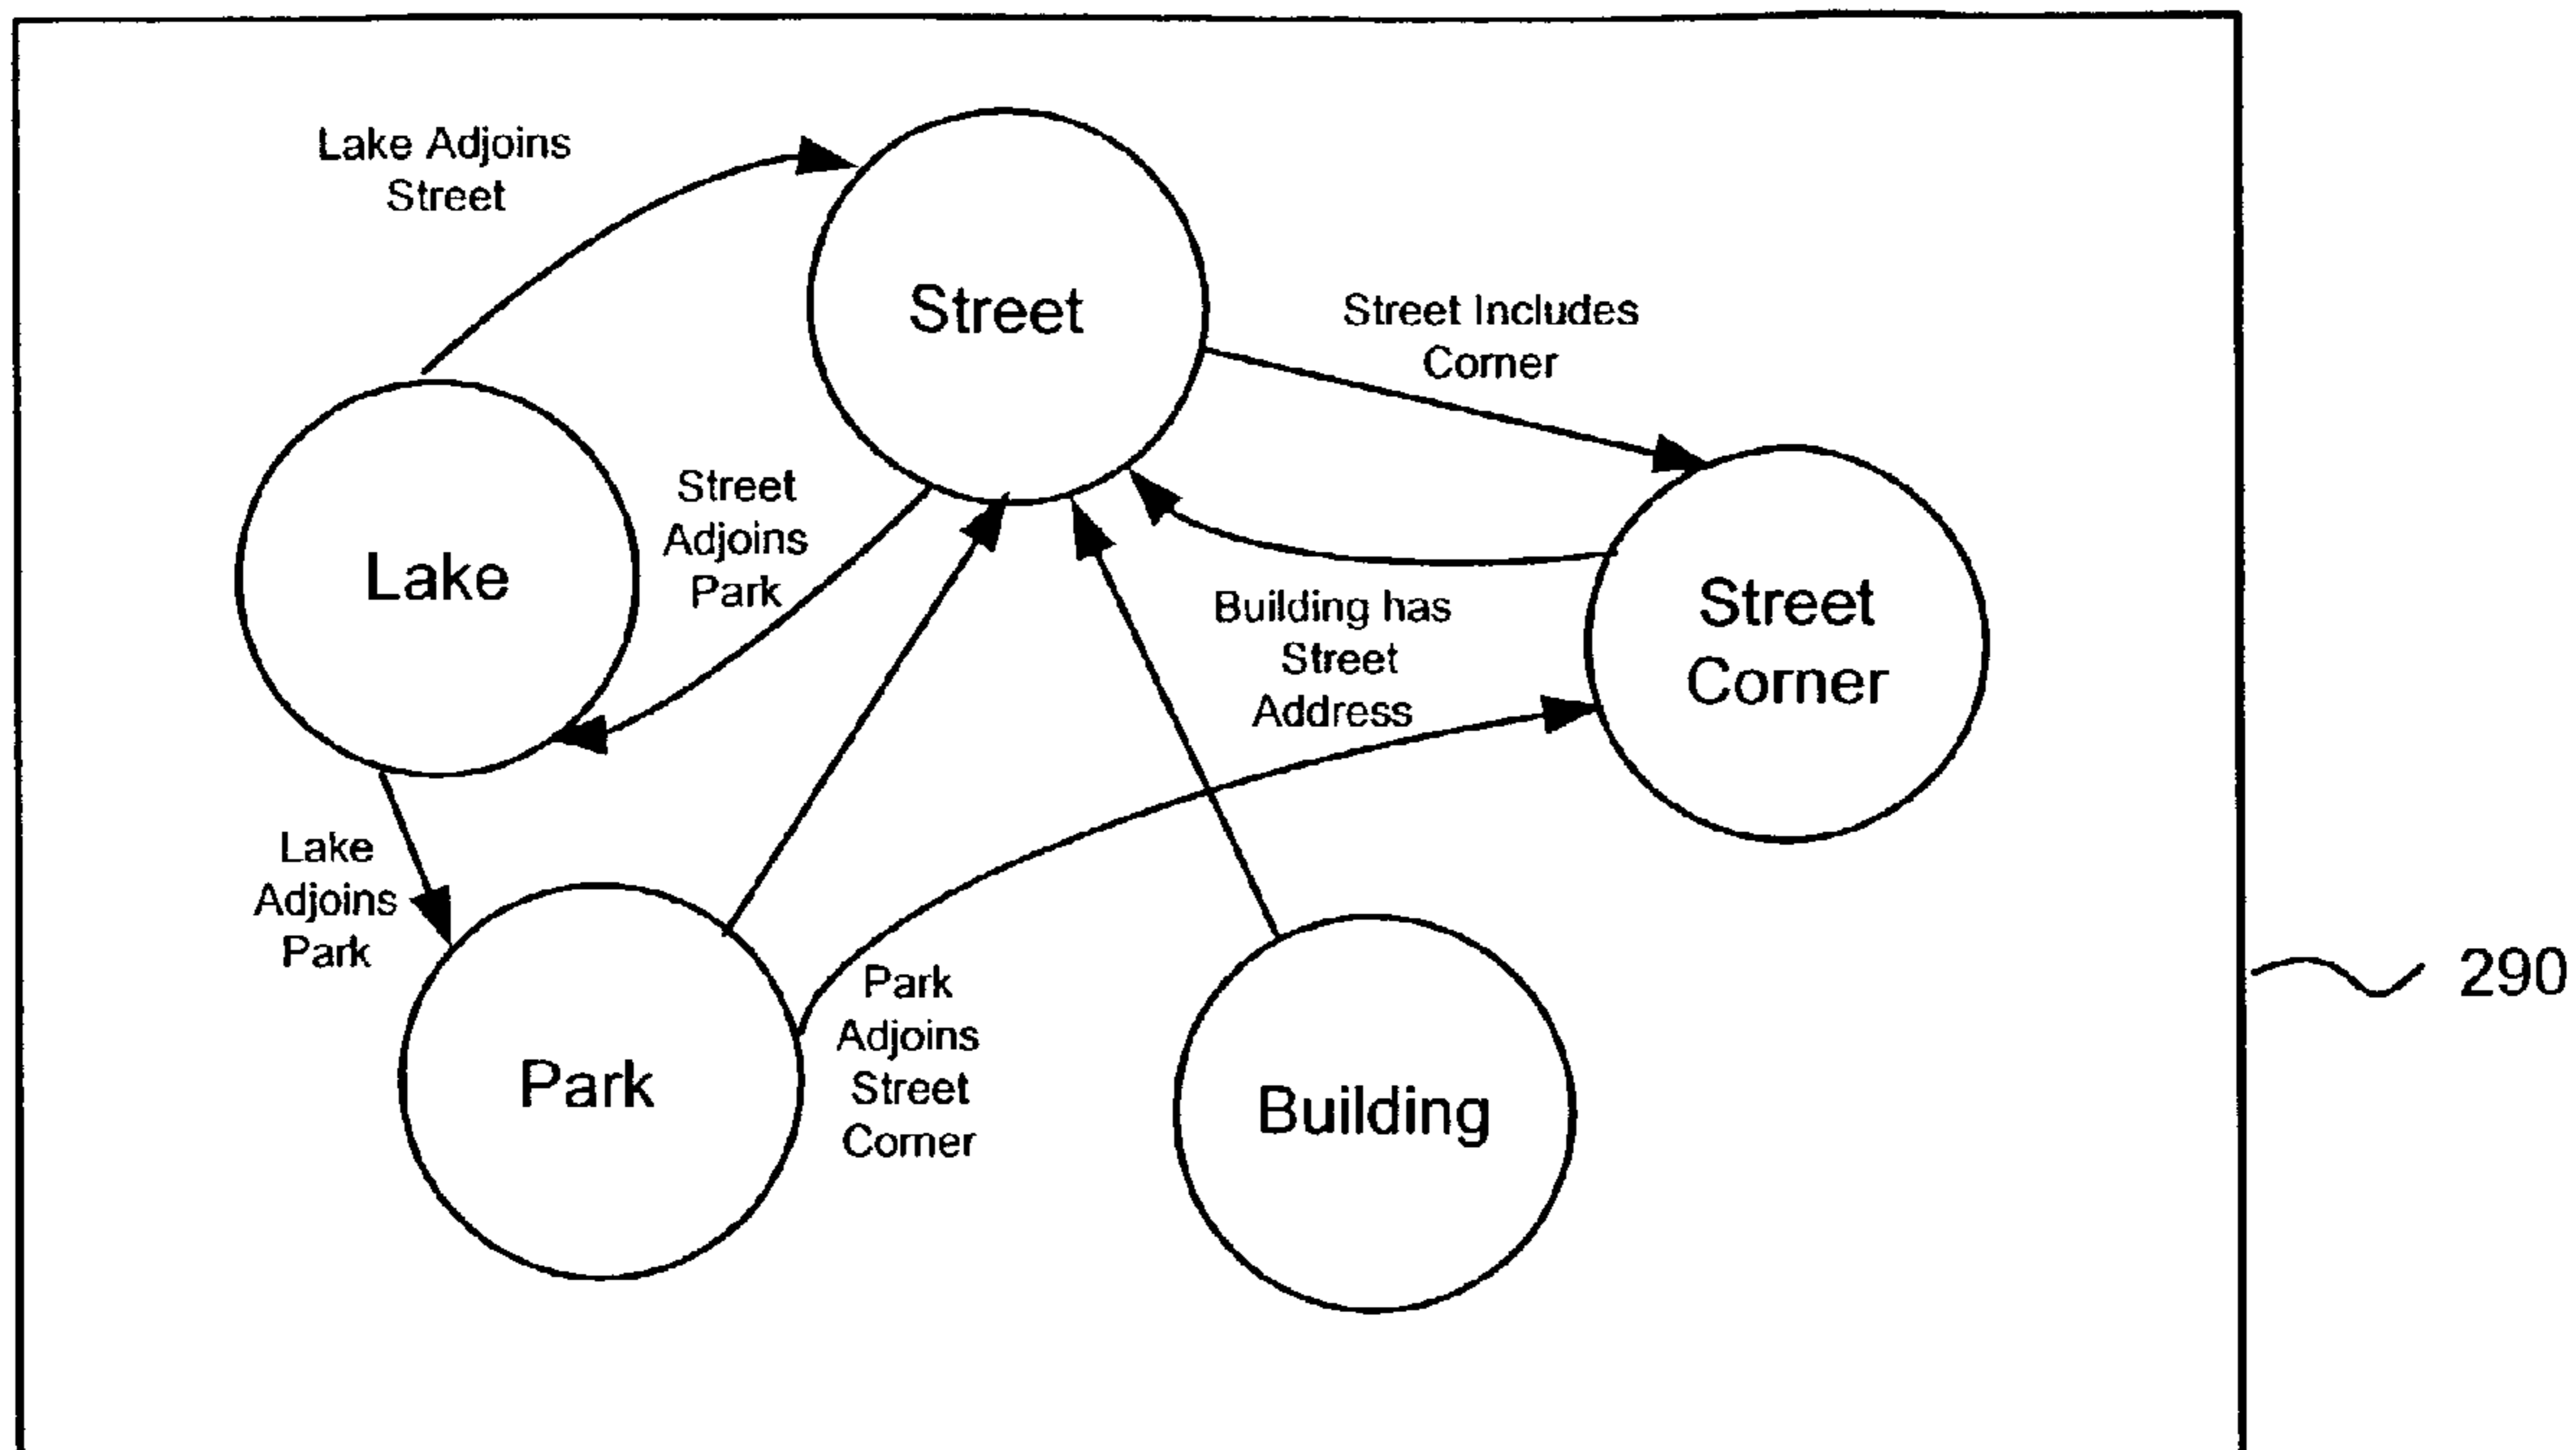 Lake Adjoins
Street
Street
Street Includes
Corner
Street
Adjoins
Park
Lake
Building has
Street
Address
Street
Corner
Lake
Adjoins
Park
Park
Adjoins
Street
Corner
Park
Building
290